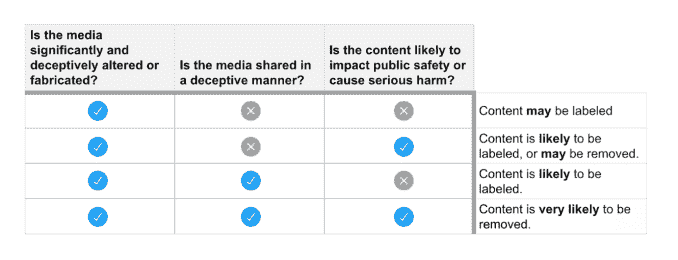 Is the media
significantly and
deceptively altered or
fabricated?
Is the media shared in
a deceptive manner?
Is the content likely to
impact public safety or
cause serious harm?
Content may be labeled
Content is likely to be
labeled, or may be removed.
Content is likely to be
labeled.
Content is very likely to be
removed.